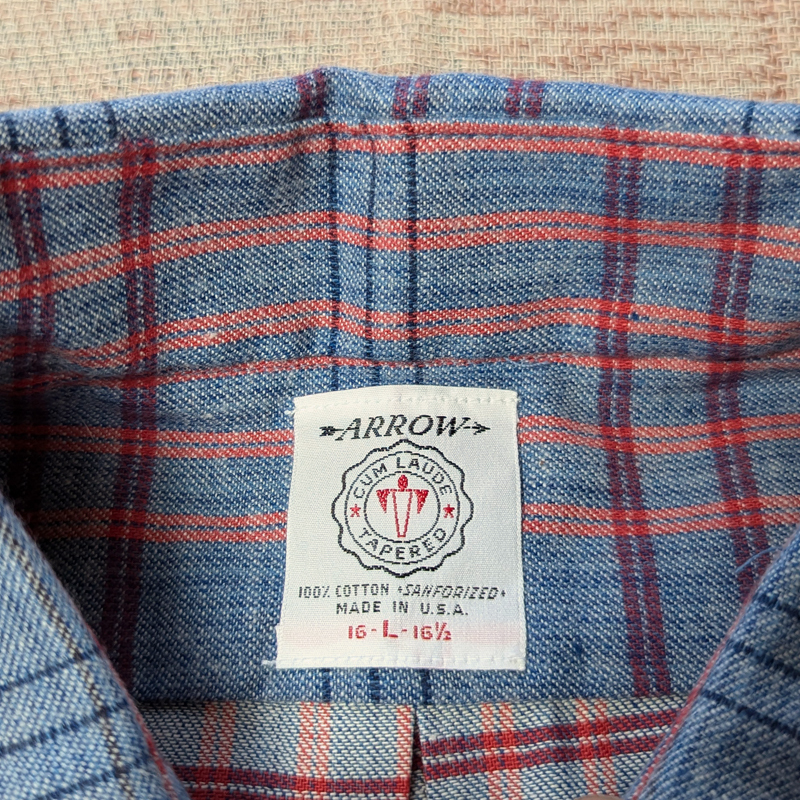 ARROW
CUM LAUDE
TAPERED
100% COTTON •SANFORIZED•
MADE IN U.S.A.
16-L-16½